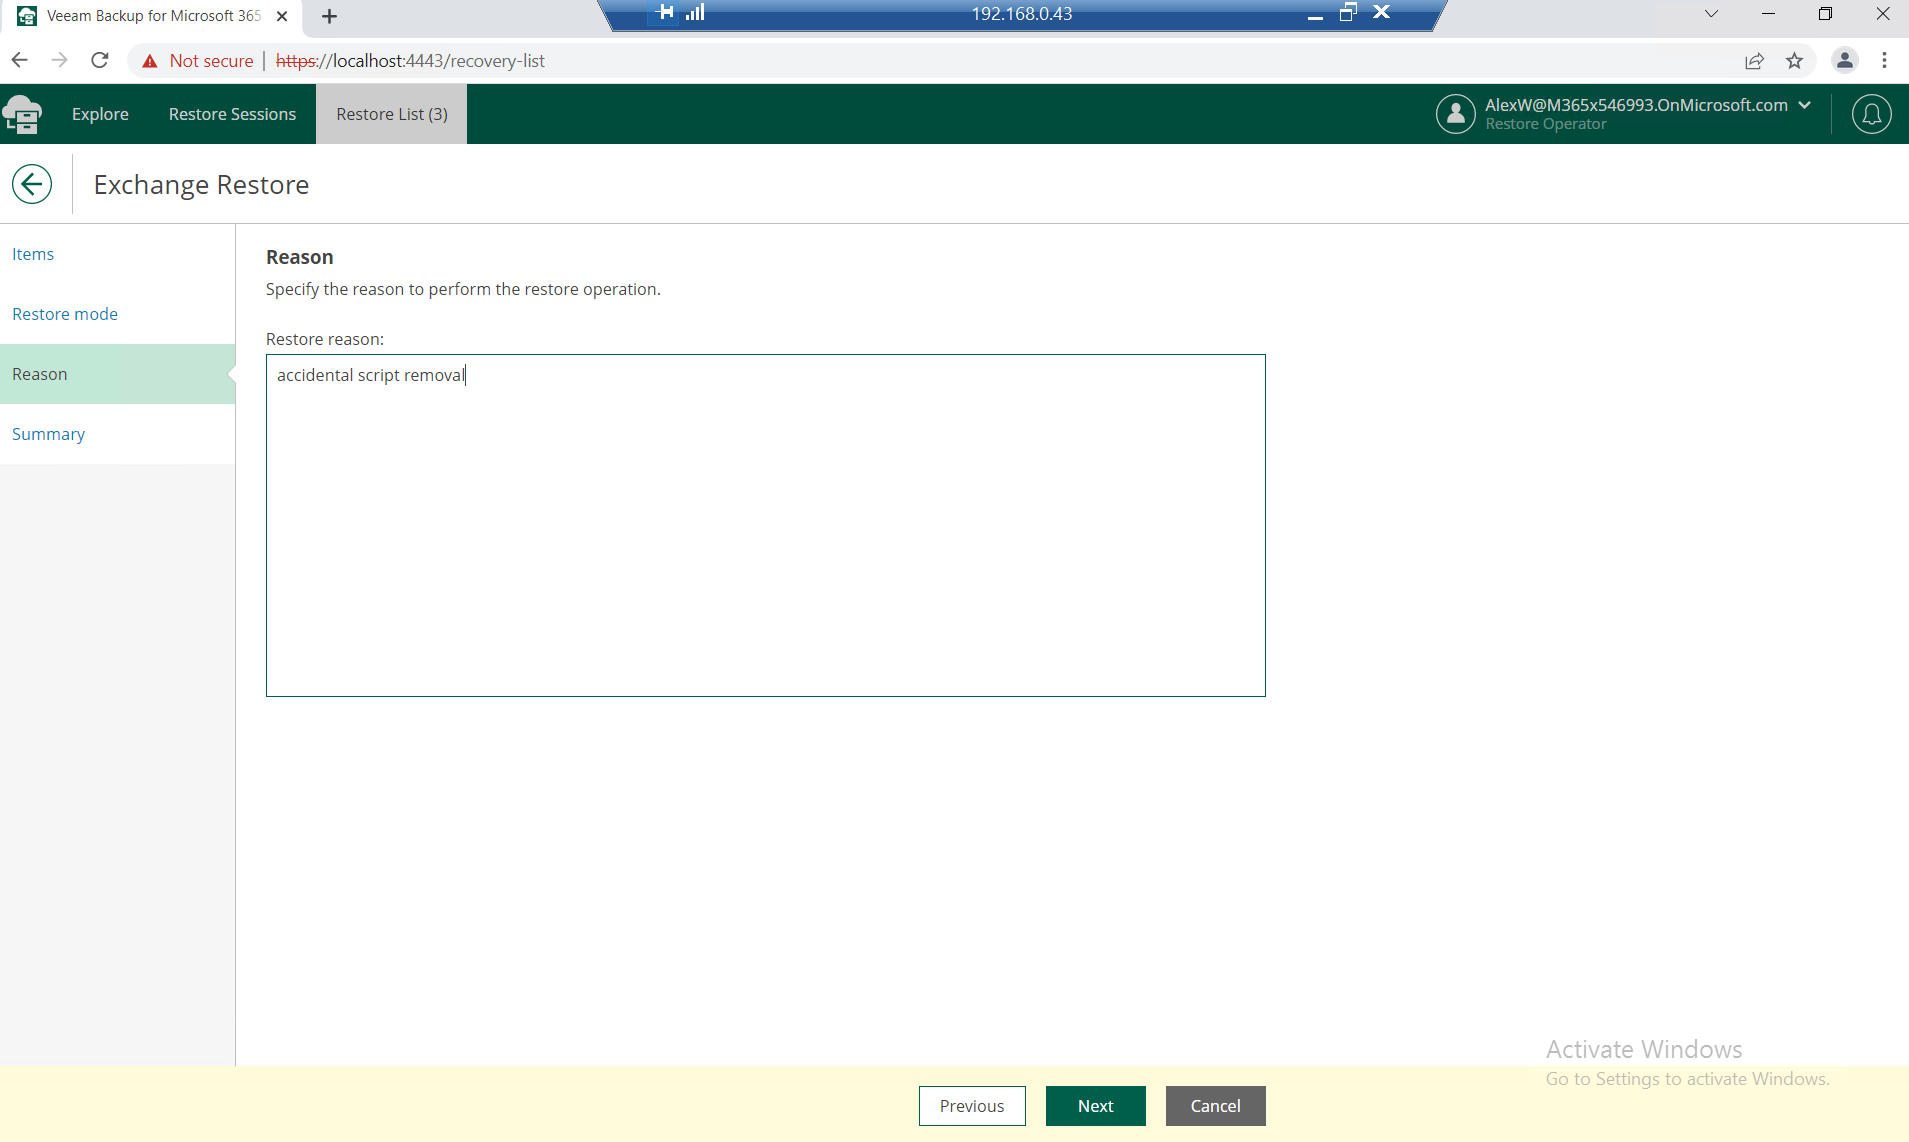 Veeam Backup for Microsoft 365
192.168.0.43
Not secure | https://localhost:4443/recovery-list
Explore
Restore Sessions
Restore List (3)
AlexW@M365x546993.OnMicrosoft.com
Restore Operator
Exchange Restore
Items
Restore mode
Reason
Summary
Reason
Specify the reason to perform the restore operation.
Restore reason:
accidental script removal
Activate Windows
Go to Settings to activate Windows.
Previous
Next
Cancel